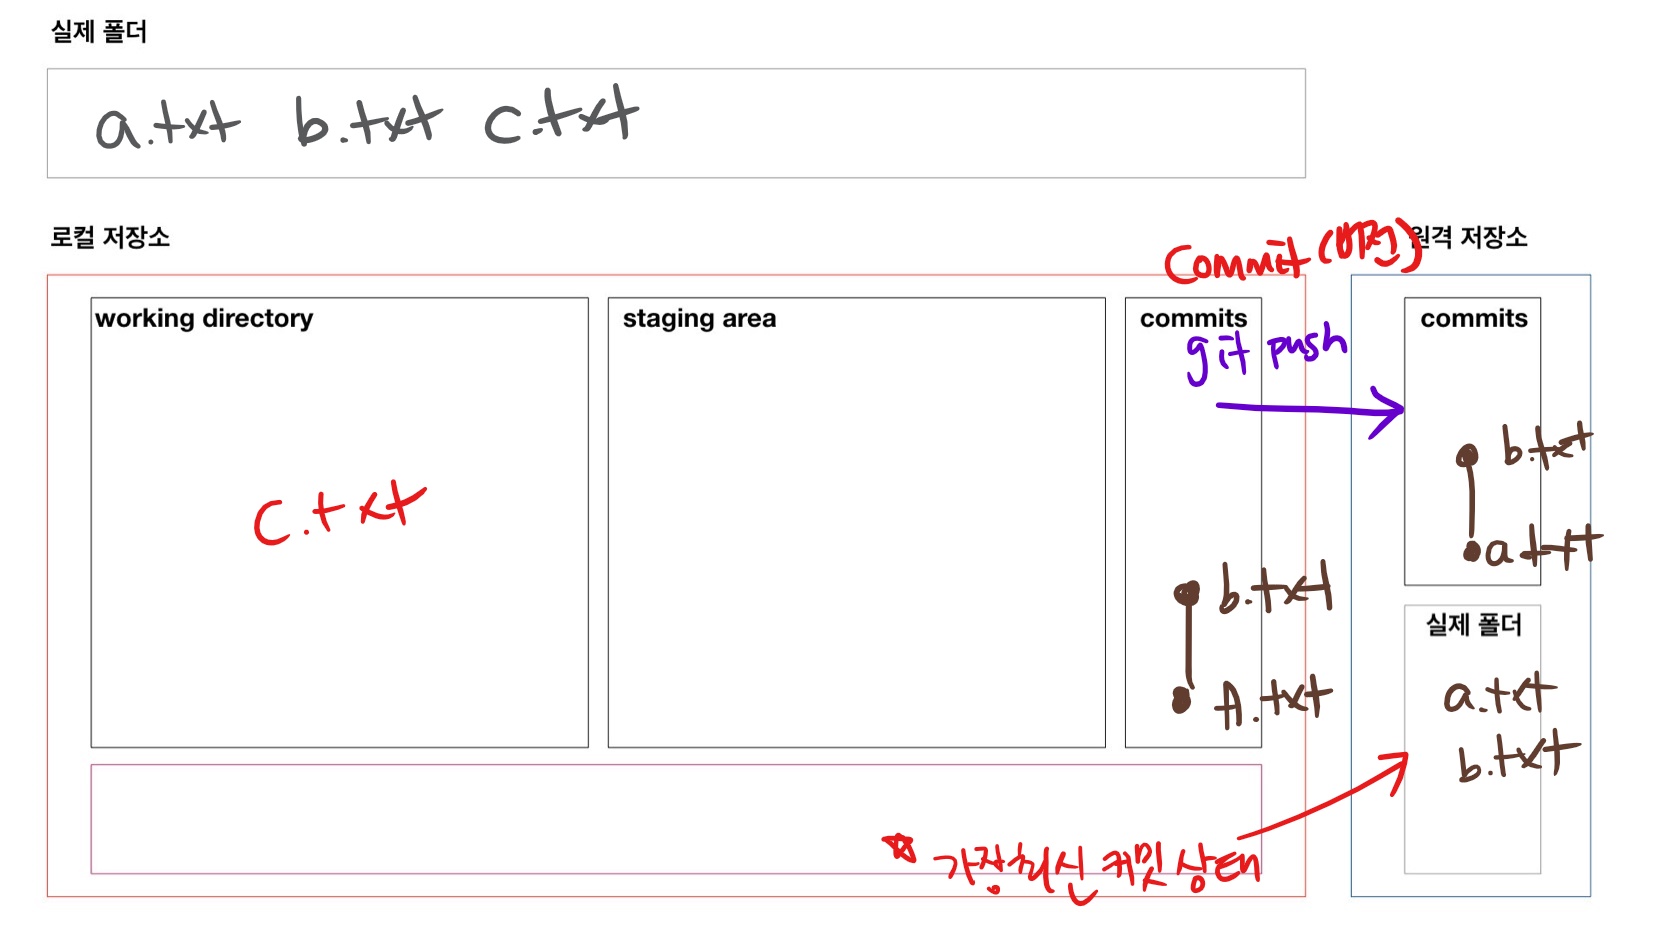 실제 폴더
a.txt b.txt c.txt
로컬 저장소
Commit (버전)
원격 저장소
working directory
staging area
commits
git push
commits
b.txt
a.txt
c.txt
b.txt
A.txt
실제 폴더
a.txt
b.txt
가장 최신 커밋 상태